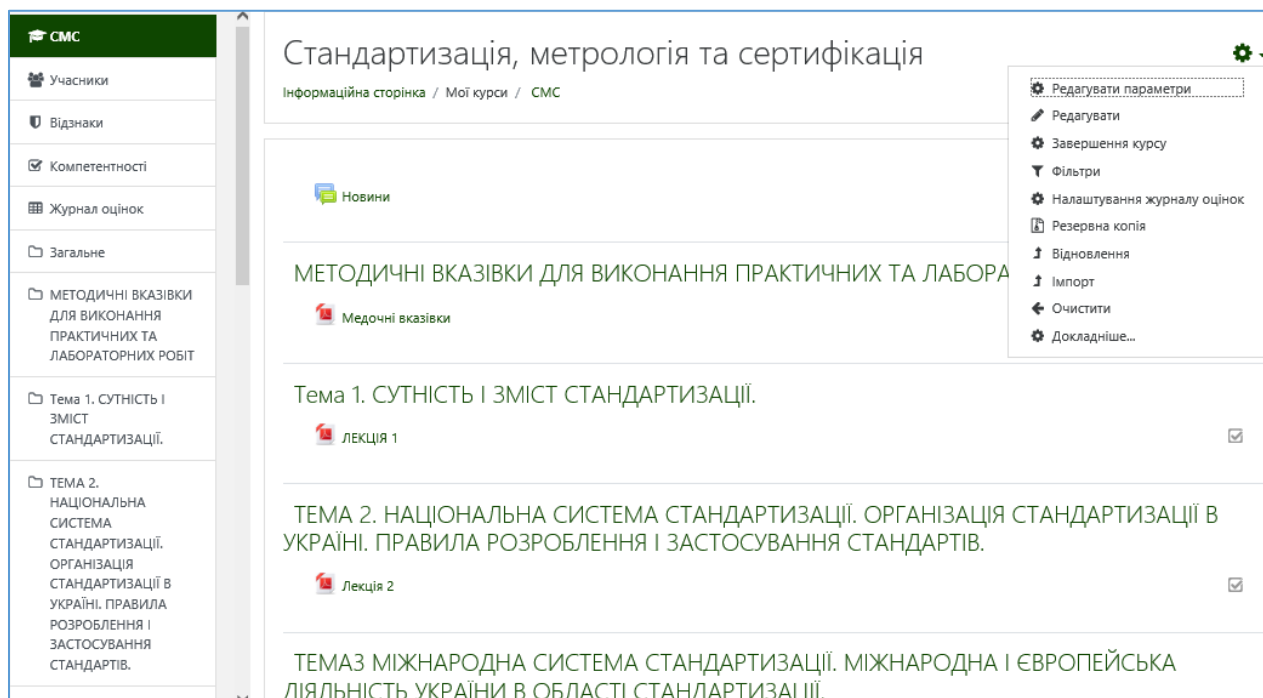 СМС
Учасники
Відзнаки
Компетентності
Журнал оцінок
Загальне
МЕТОДИЧНІ ВКАЗІВКИ
ДЛЯ ВИКОНАННЯ
ПРАКТИЧНИХ ТА
ЛАБОРАТОРНИХ РОБІТ
Тема 1. СУТНІСТЬ І
ЗМІСТ
СТАНДАРТИЗАЦІЇ.
ТЕМА 2.
НАЦІОНАЛЬНА
СИСТЕМА
СТАНДАРТИЗАЦІЇ.
ОРГАНІЗАЦІЯ
СТАНДАРТИЗАЦІЇ В
УКРАЇНІ. ПРАВИЛА
РОЗРОБЛЕННЯ І
ЗАСТОСУВАННЯ
СТАНДАРТІВ.
Стандартизація, метрологія та сертифікація
Інформаційна сторінка / Мої курси / СМС
Редагувати параметри
Редагувати
Завершення курсу
Фільтри
Налаштування журналу оцінок
Резервна копія
Відновлення
Імпорт
Очистити
Докладніше...
Новини
МЕТОДИЧНІ ВКАЗІВКИ ДЛЯ ВИКОНАННЯ ПРАКТИЧНИХ ТА ЛАБОРА
Медочні вказівки
Тема 1. СУТНІСТЬ І ЗМІСТ СТАНДАРТИЗАЦІЇ.
ЛЕКЦІЯ 1
ТЕМА 2. НАЦІОНАЛЬНА СИСТЕМА СТАНДАРТИЗАЦІЇ. ОРГАНІЗАЦІЯ СТАНДАРТИЗАЦІЇ В
УКРАЇНІ. ПРАВИЛА РОЗРОБЛЕННЯ І ЗАСТОСУВАННЯ СТАНДАРТІВ.
Лекція 2
ТЕМА3 МІЖНАРОДНА СИСТЕМА СТАНДАРТИЗАЦІЇ. МІЖНАРОДНА І ЄВРОПЕЙСЬКА
ДІЯЛЬНІСТЬ УКРАЇНИ В ОБЛАСТІ СТАНДАРТИЗАЦІЇ.